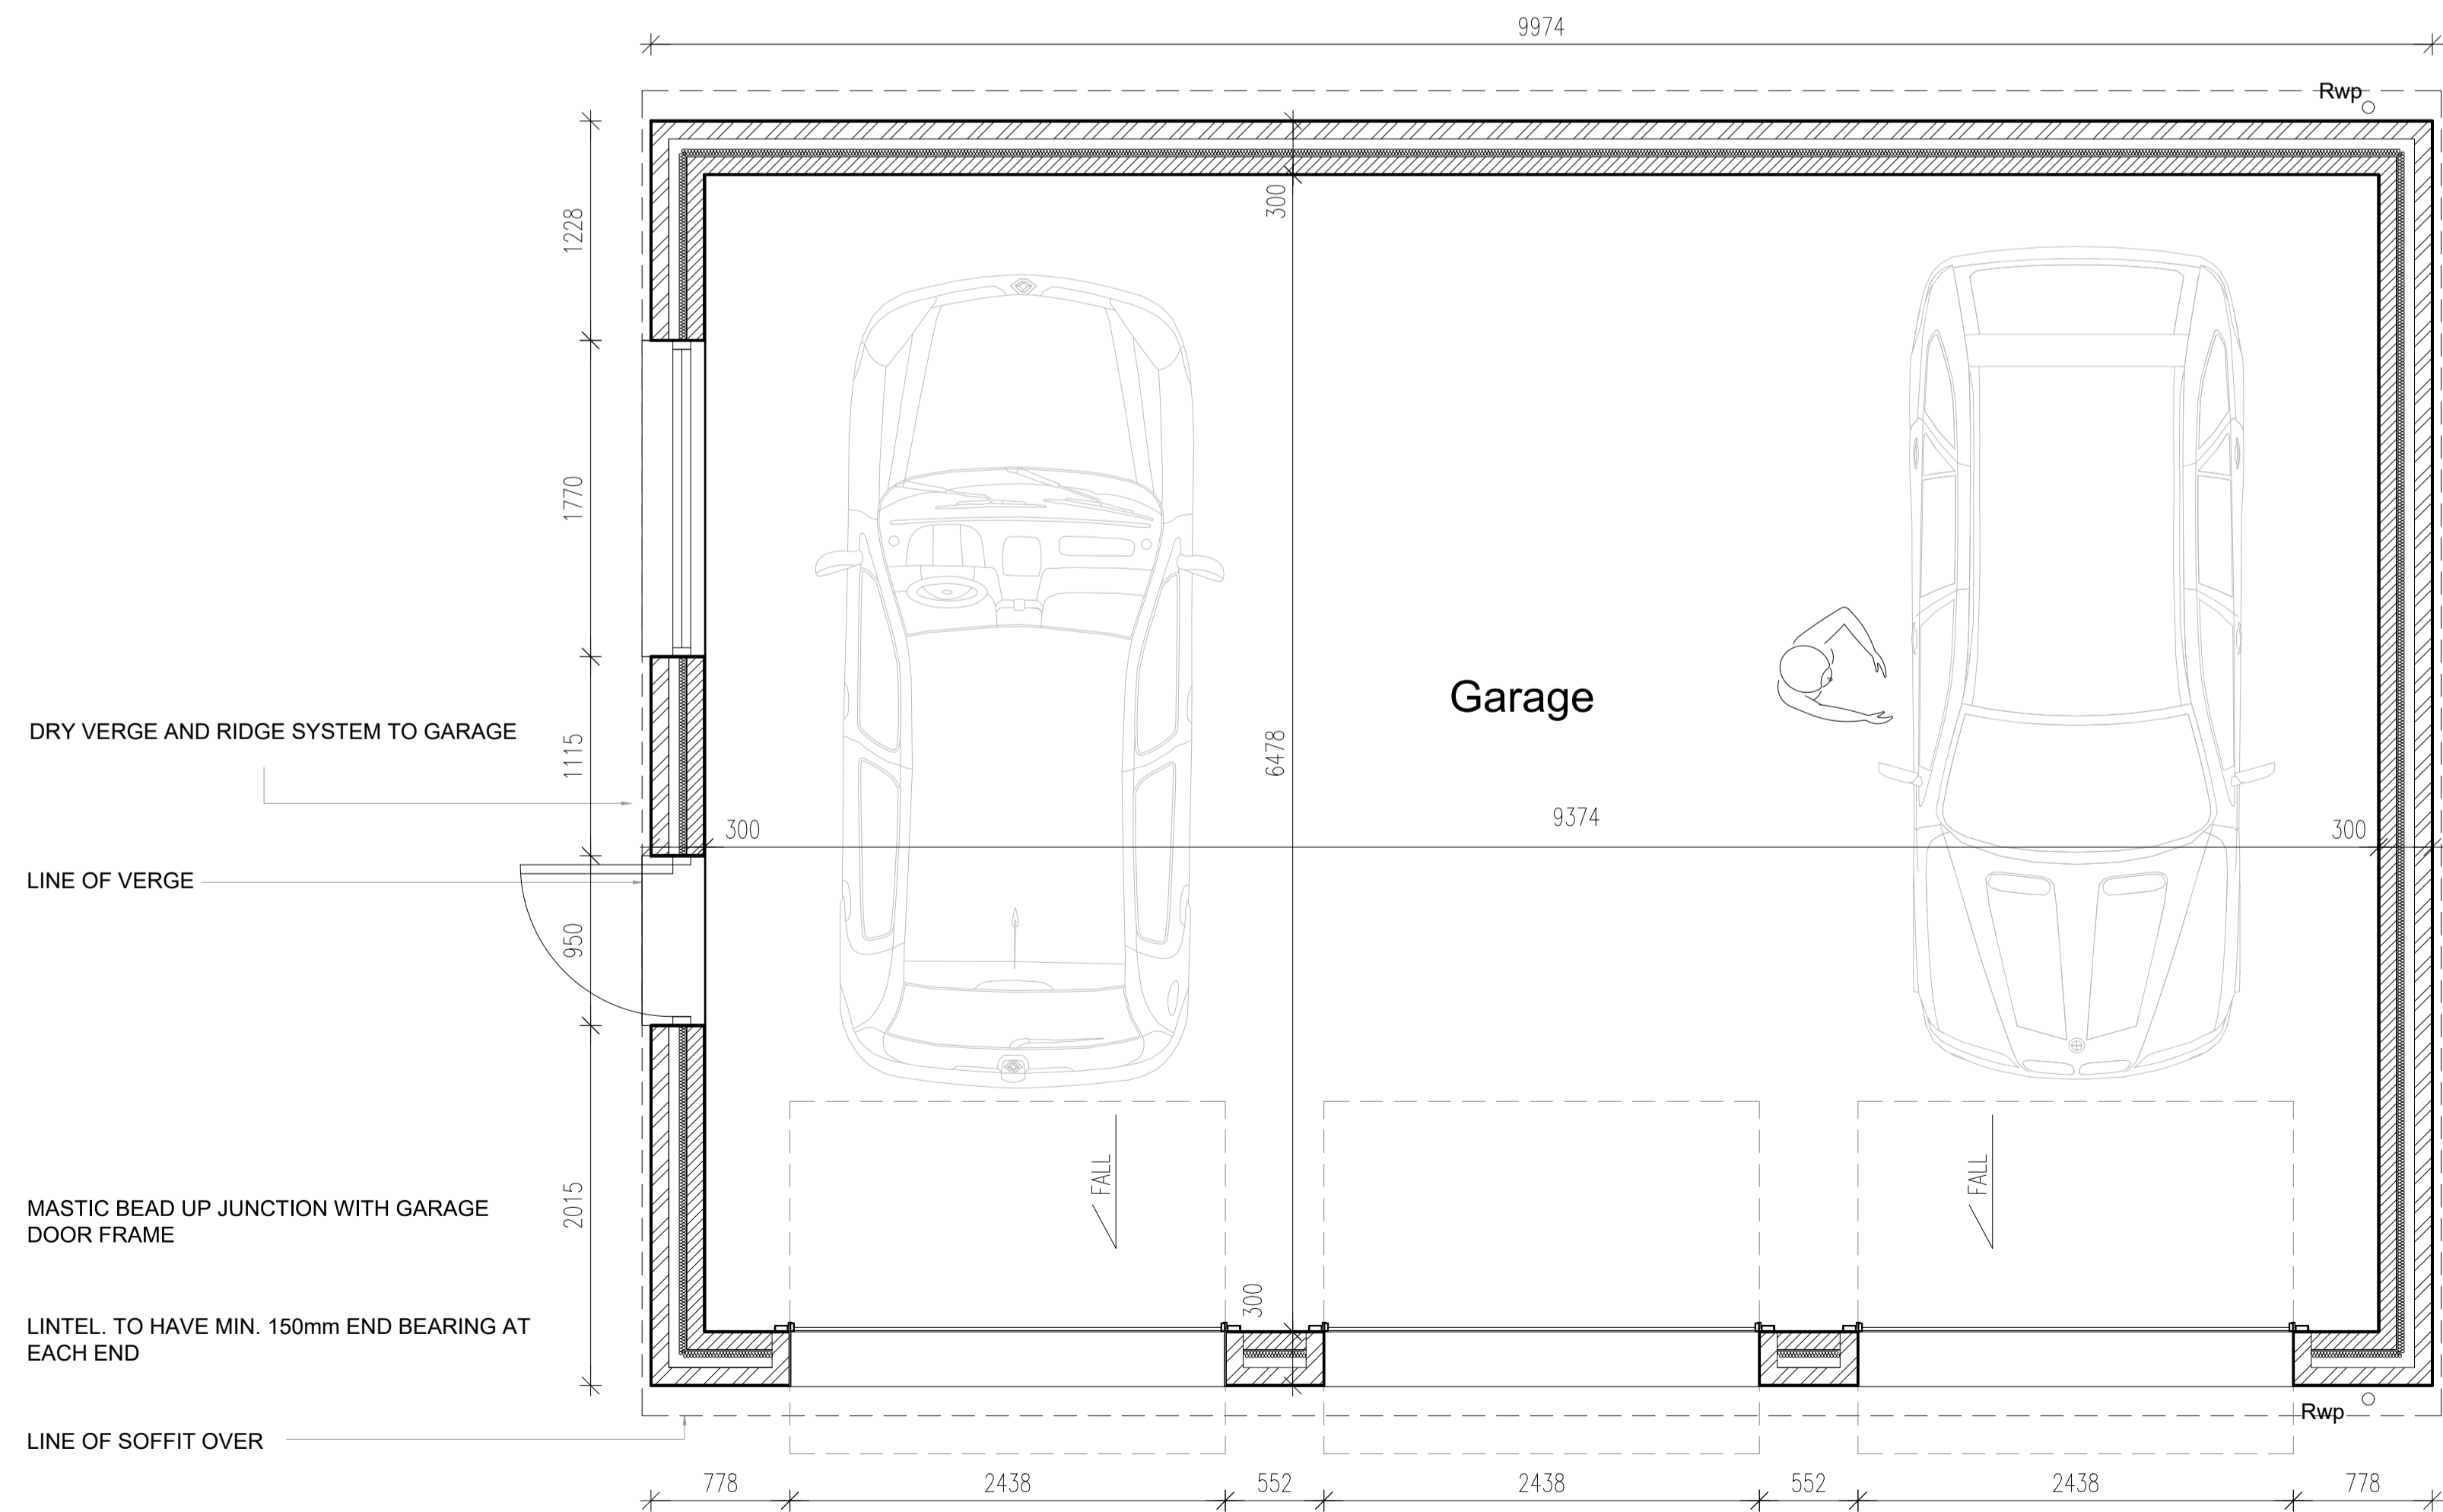 9974
Rwp
300
1228
1770
Garage
DRY VERGE AND RIDGE SYSTEM TO GARAGE
1115
6478
9374
300
300
LINE OF VERGE
950
FALL
FALL
MASTIC BEAD UP JUNCTION WITH GARAGE
DOOR FRAME
2015
300
LINTEL. TO HAVE MIN. 150mm END BEARING AT
EACH END
Rwp
LINE OF SOFFIT OVER
778
2438
552
2438
552
2438
778